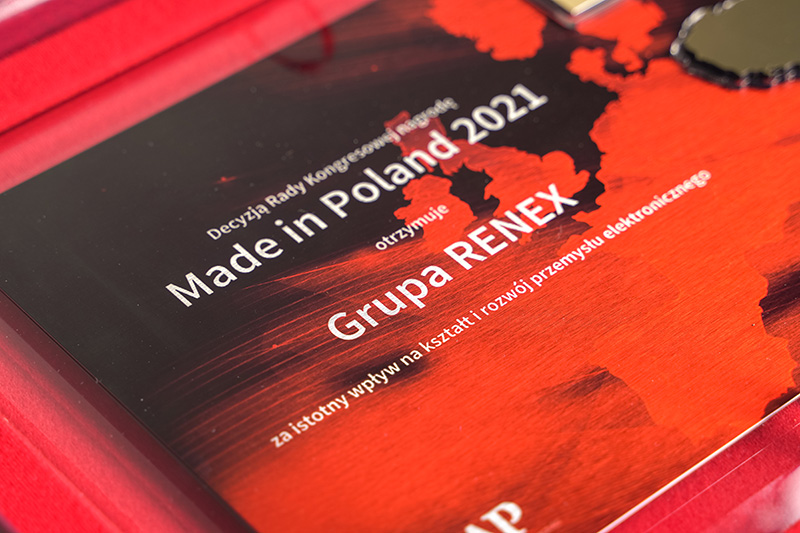 Decyzją Rady Kongresowej nagrodę
Made in Poland 2021
otrzymuje
Grupa RENEX
za istotny wpływ na kształt i rozwój przemysłu elektronicznego
AP